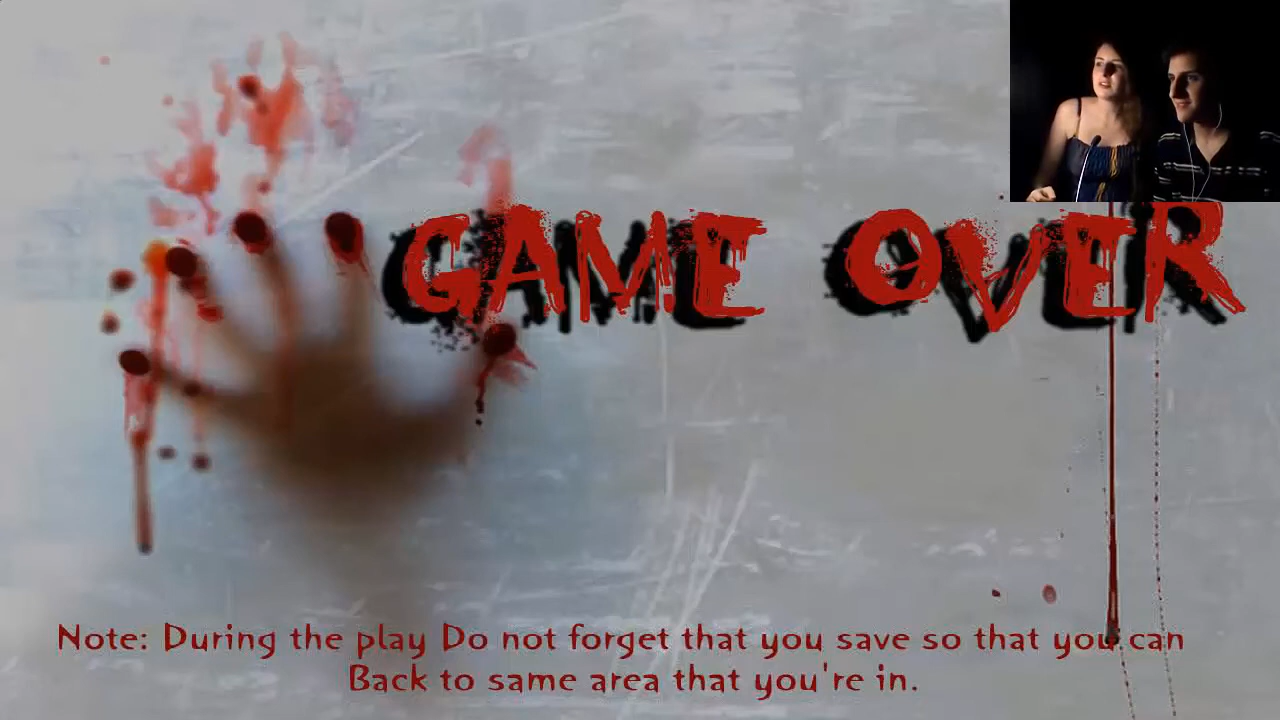 GAME OVER
Note: During the play Do not forget that you save so that you can
Back to same area that you're in.